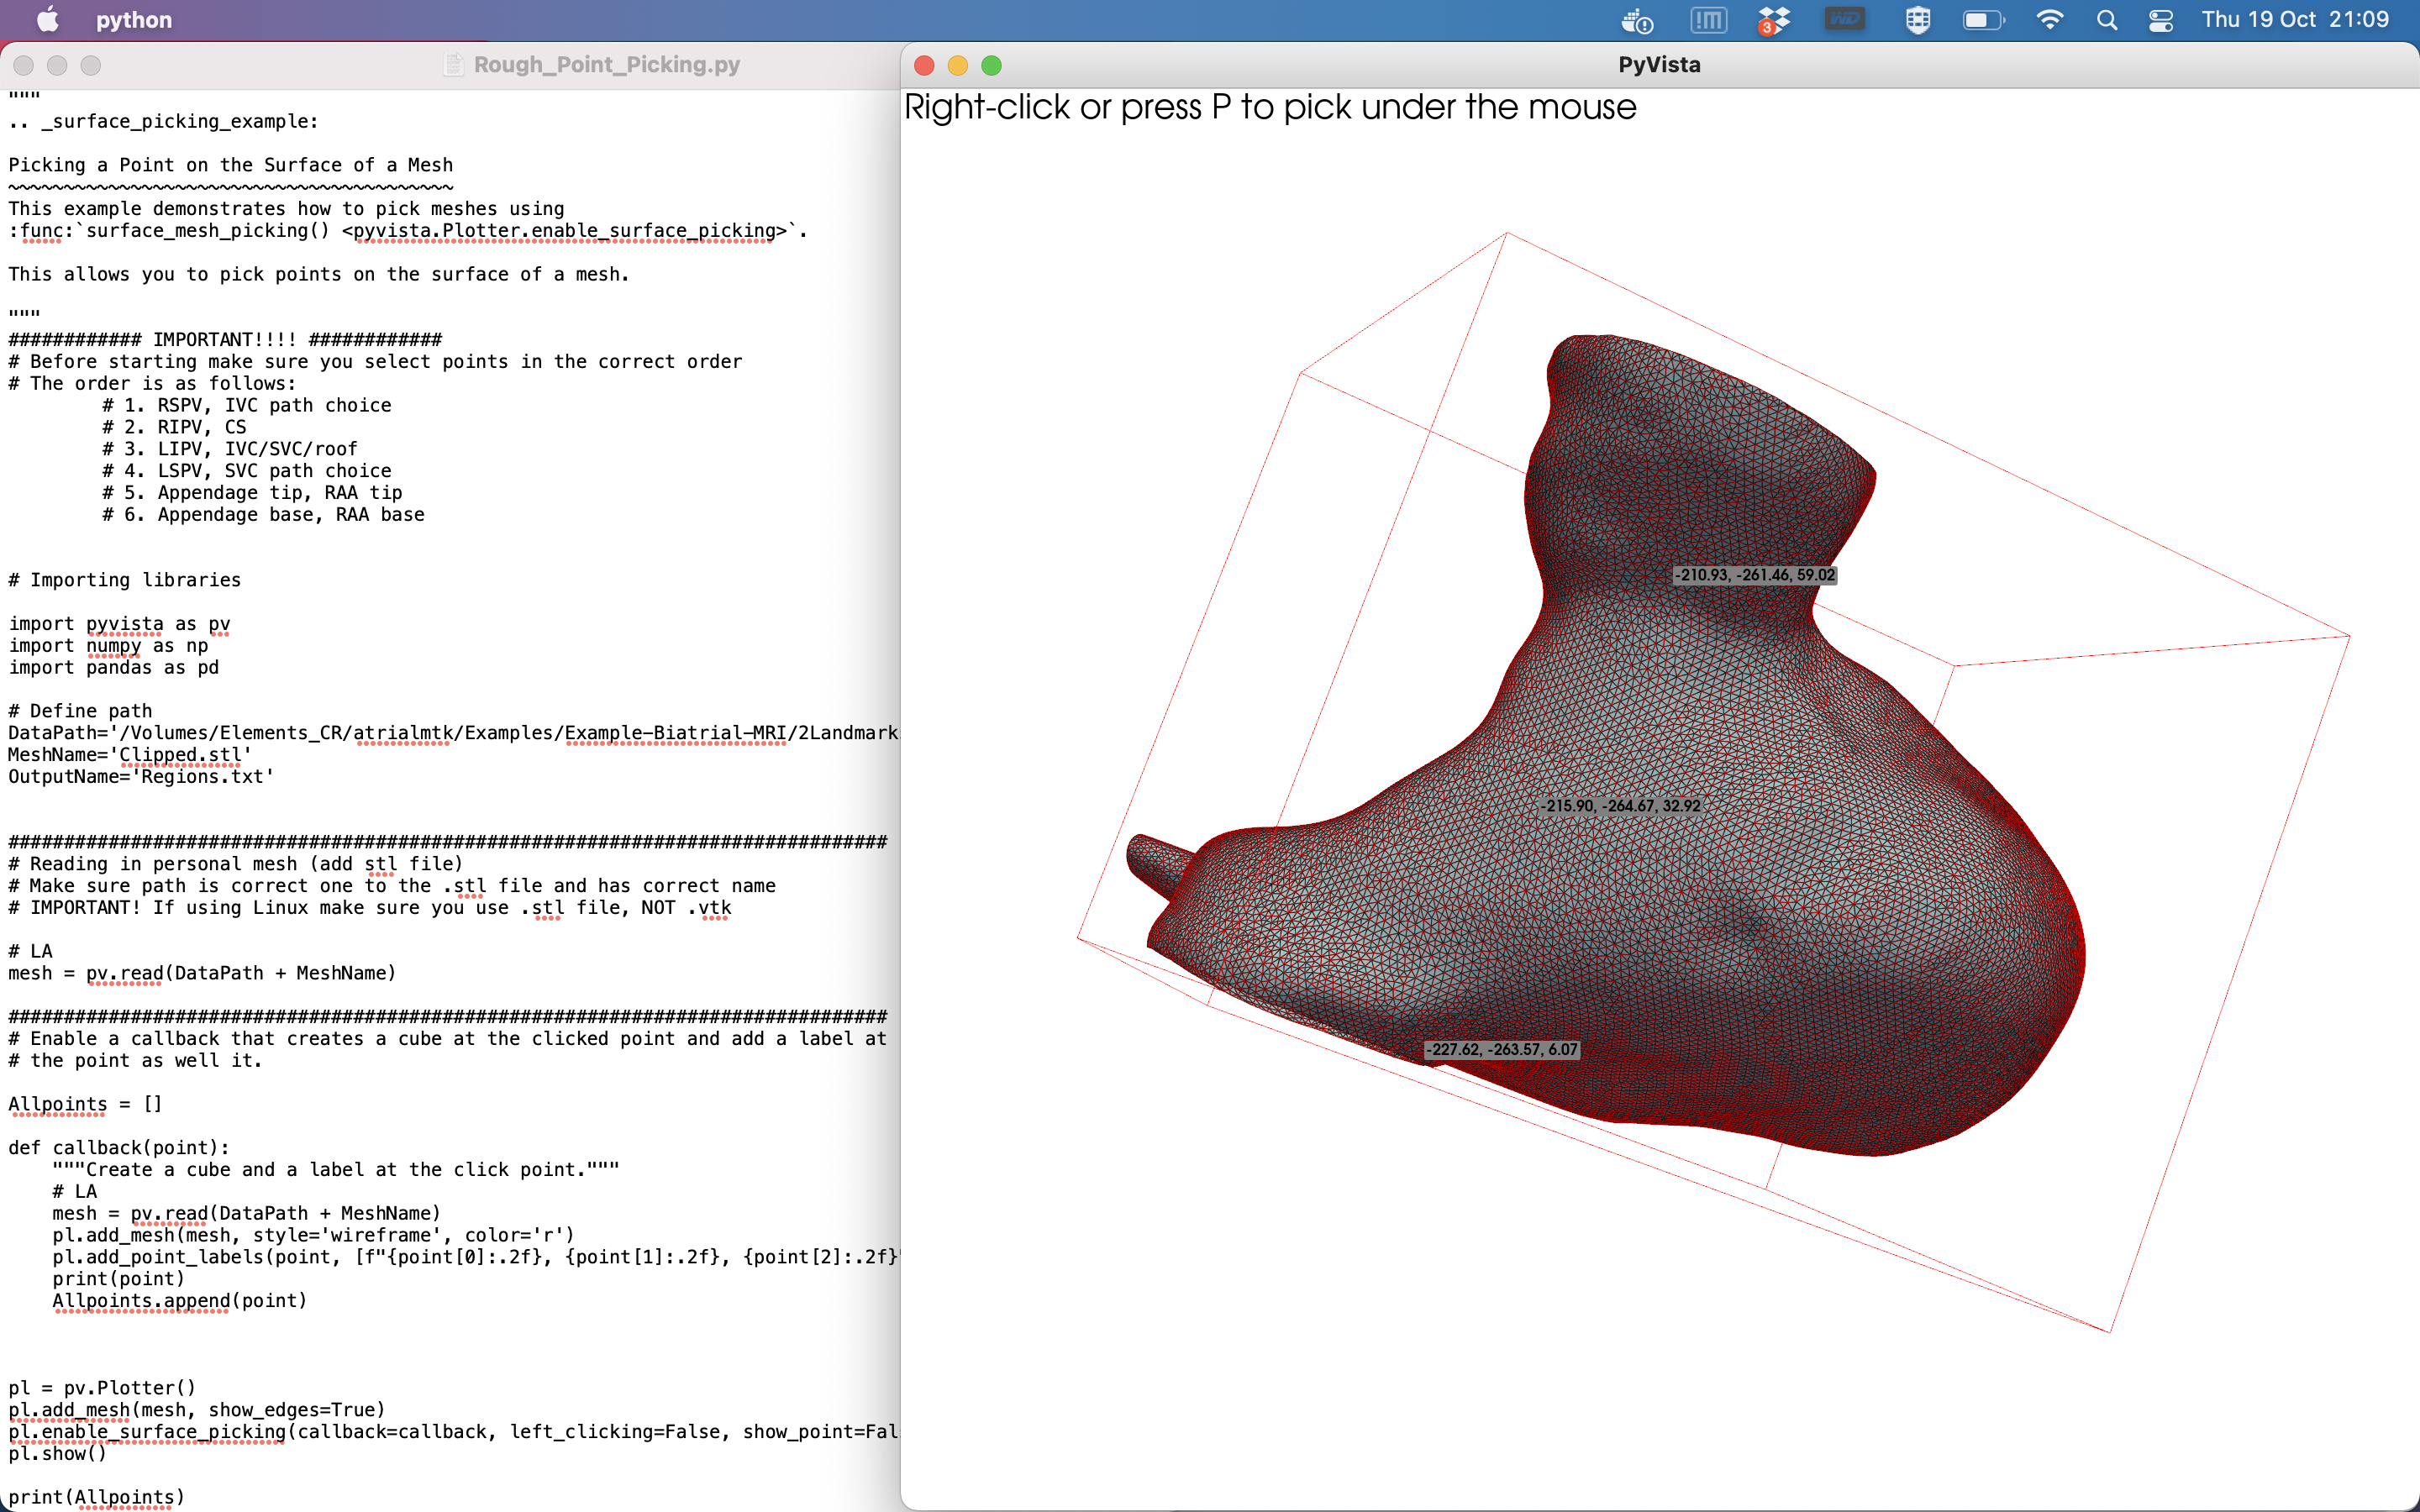 python
!M
3
WD
Thu 19 Oct 21:09
Rough_Point_Picking.py
"""
.. _surface_picking_example:
Picking a Point on the Surface of a Mesh
~~~~~~~~~~~~~~~~~~~~~~~~~~~~~~~~~~~~~~~~
This example demonstrates how to pick meshes using
:func:`surface_mesh_picking() <pyvista.Plotter.enable_surface_picking>`.
This allows you to pick points on the surface of a mesh.
"""
############ IMPORTANT!!!! ############
# Before starting make sure you select points in the correct order
# The order is as follows:
# 1. RSPV, IVC path choice
# 2. RIPV, CS
# 3. LIPV, IVC/SVC/roof
# 4. LSPV, SVC path choice
# 5. Appendage tip, RAA tip
# 6. Appendage base, RAA base
# Importing libraries
import pyvista as pv
import numpy as np
import pandas as pd
# Define path
DataPath='/Volumes/Elements_CR/atrialmtk/Examples/Example-Biatrial-MRI/2Landmark
MeshName='Clipped.stl'
OutputName='Regions.txt'
###############################################################################
# Reading in personal mesh (add stl file)
# Make sure path is correct one to the .stl file and has correct name
# IMPORTANT! If using Linux make sure you use .stl file, NOT .vtk
# LA
mesh = pv.read(DataPath + MeshName)
###############################################################################
# Enable a callback that creates a cube at the clicked point and add a label at
# the point as well it.
Allpoints = []
def callback(point):
"""Create a cube and a label at the click point."""
# LA
mesh = pv.read(DataPath + MeshName)
pl.add_mesh(mesh, style='wireframe', color='r')
pl.add_point_labels(point, [f"{point[0]:.2f}, {point[1]:.2f}, {point[2]:.2f}"
print(point)
Allpoints.append(point)
pl = pv.Plotter()
pl.add_mesh(mesh, show_edges=True)
pl.enable_surface_picking(callback=callback, left_clicking=False, show_point=Fal
pl.show()
print(Allpoints)
PyVista
Right-click or press P to pick under the mouse
-210.93, -261.46, 59.02
-215.90, -264.67, 32.92
-227.62, -263.57, 6.07